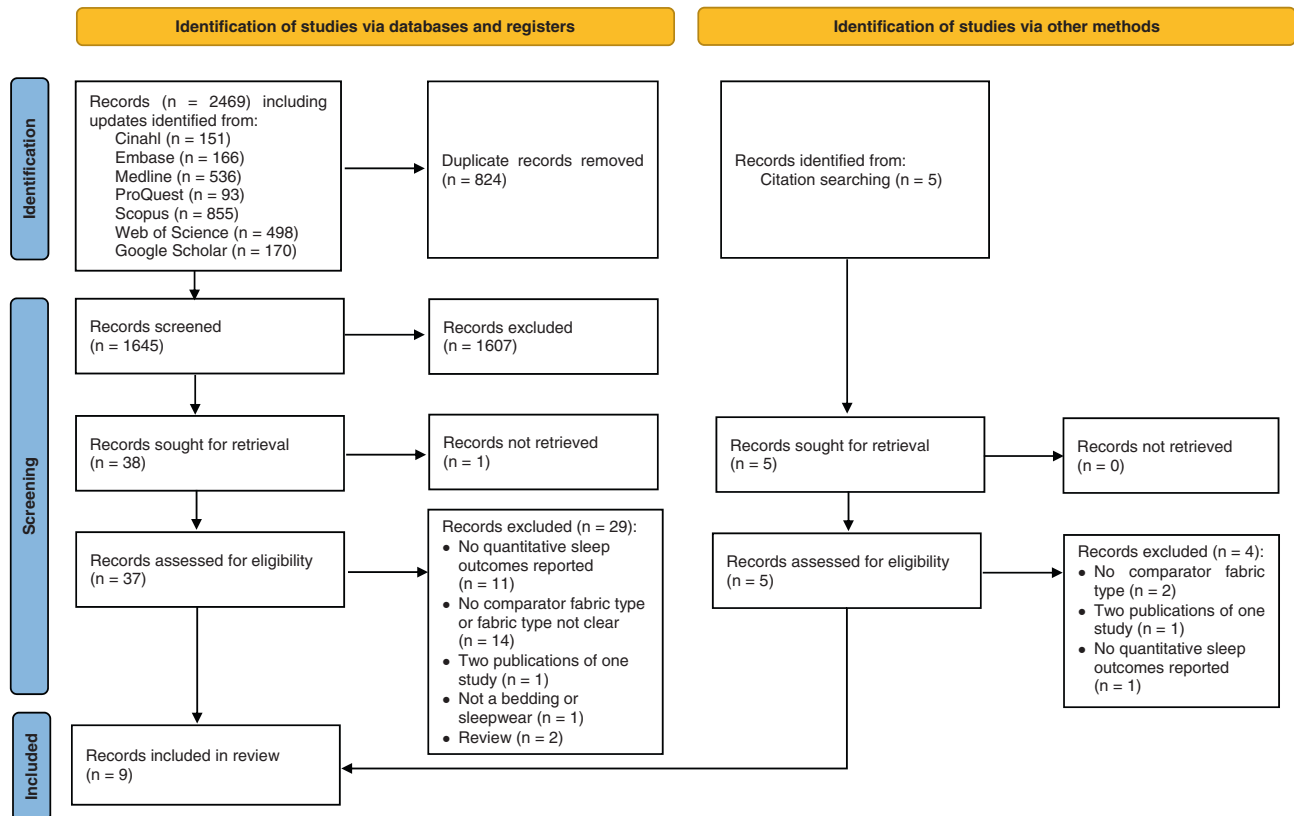 Identification of studies via databases and registers
Identification of studies via other methods
Identification
Records (n = 2469) including
updates identified from:
Cinahl (n = 151)
Embase (n = 166)
Medline (n = 536)
ProQuest (n = 93)
Scopus (n = 855)
Web of Science (n = 498)
Google Scholar (n = 170)
Duplicate records removed
(n = 824)
Records identified from:
Citation searching (n = 5)
Screening
Records screened
(n = 1645)
Records excluded
(n = 1607)
Records sought for retrieval
(n = 38)
Records not retrieved
(n = 1)
Records sought for retrieval
(n = 5)
Records not retrieved
(n = 0)
Records assessed for eligibility
(n = 37)
Records excluded (n = 29):
• No quantitative sleep
outcomes reported
(n = 11)
• No comparator fabric type
or fabric type not clear
(n = 14)
• Two publications of one
study (n = 1)
• Not a bedding or
sleepwear (n = 1)
• Review (n = 2)
Records assessed for eligibility
(n = 5)
Records excluded (n = 4):
• No comparator fabric
type (n = 2)
• Two publications of one
study (n = 1)
• No quantitative sleep
outcomes reported
(n = 1)
Included
Records included in review
(n = 9)